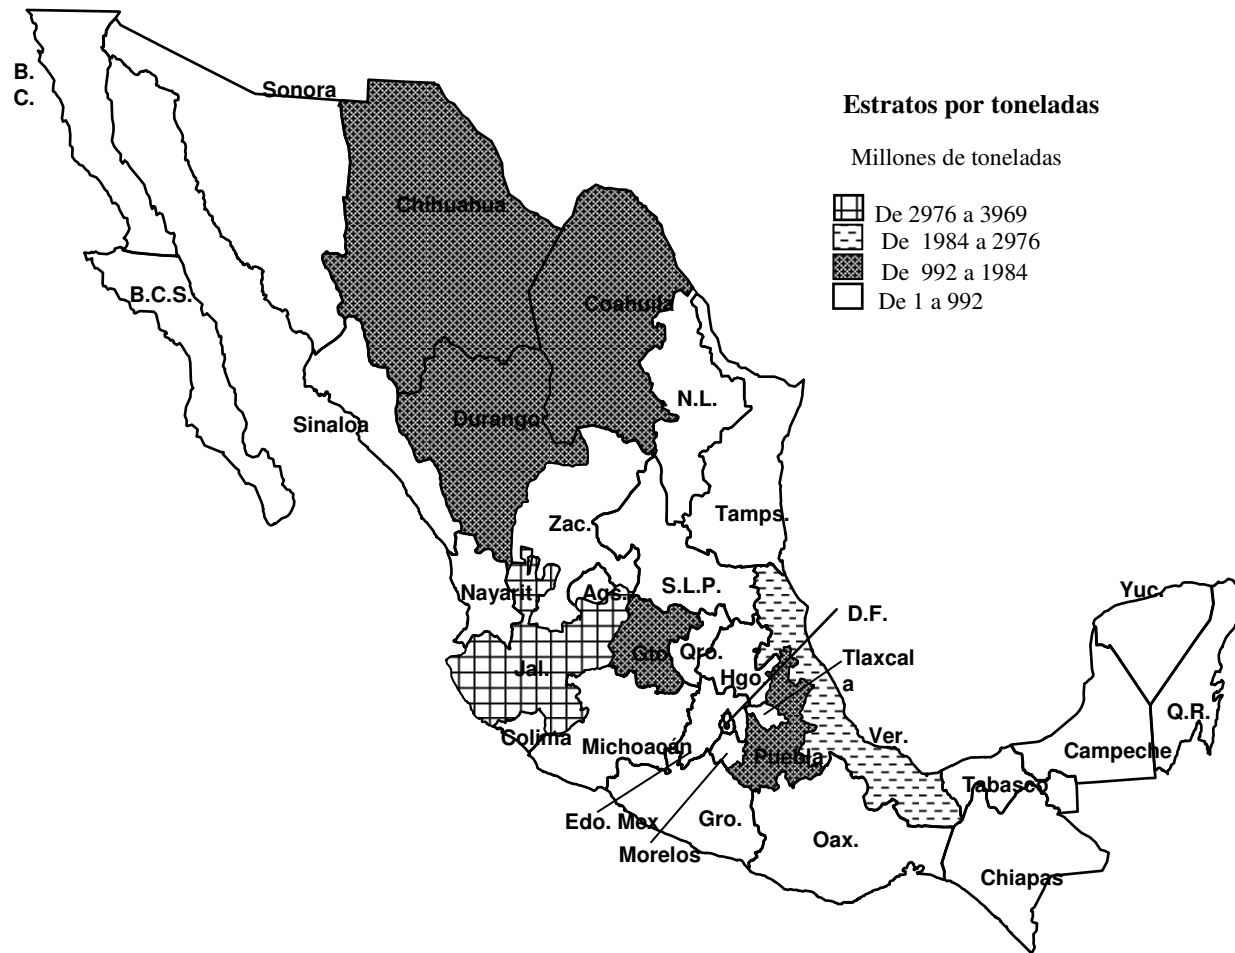 B.
C.
Sonora
Estratos por toneladas
Millones de toneladas
De 2976 a 3969
De 1984 a 2976
De 992 a 1984
De 1 a 992
Chihuahua
B.C.S.
Coahuila
N.L.
Sinaloa
Durango
Zac.
Tamps.
Nayarit
Ags.
S.L.P.
Yuc.
D.F.
Jal.
Gto
Qro.
Hgo
Tlaxcal
a
Q.R.
Colima
Michoacán
Ver.
Campeche
Puebla
Tabasco
Edo. Mex
Gro.
Morelos
Oax.
Chiapas